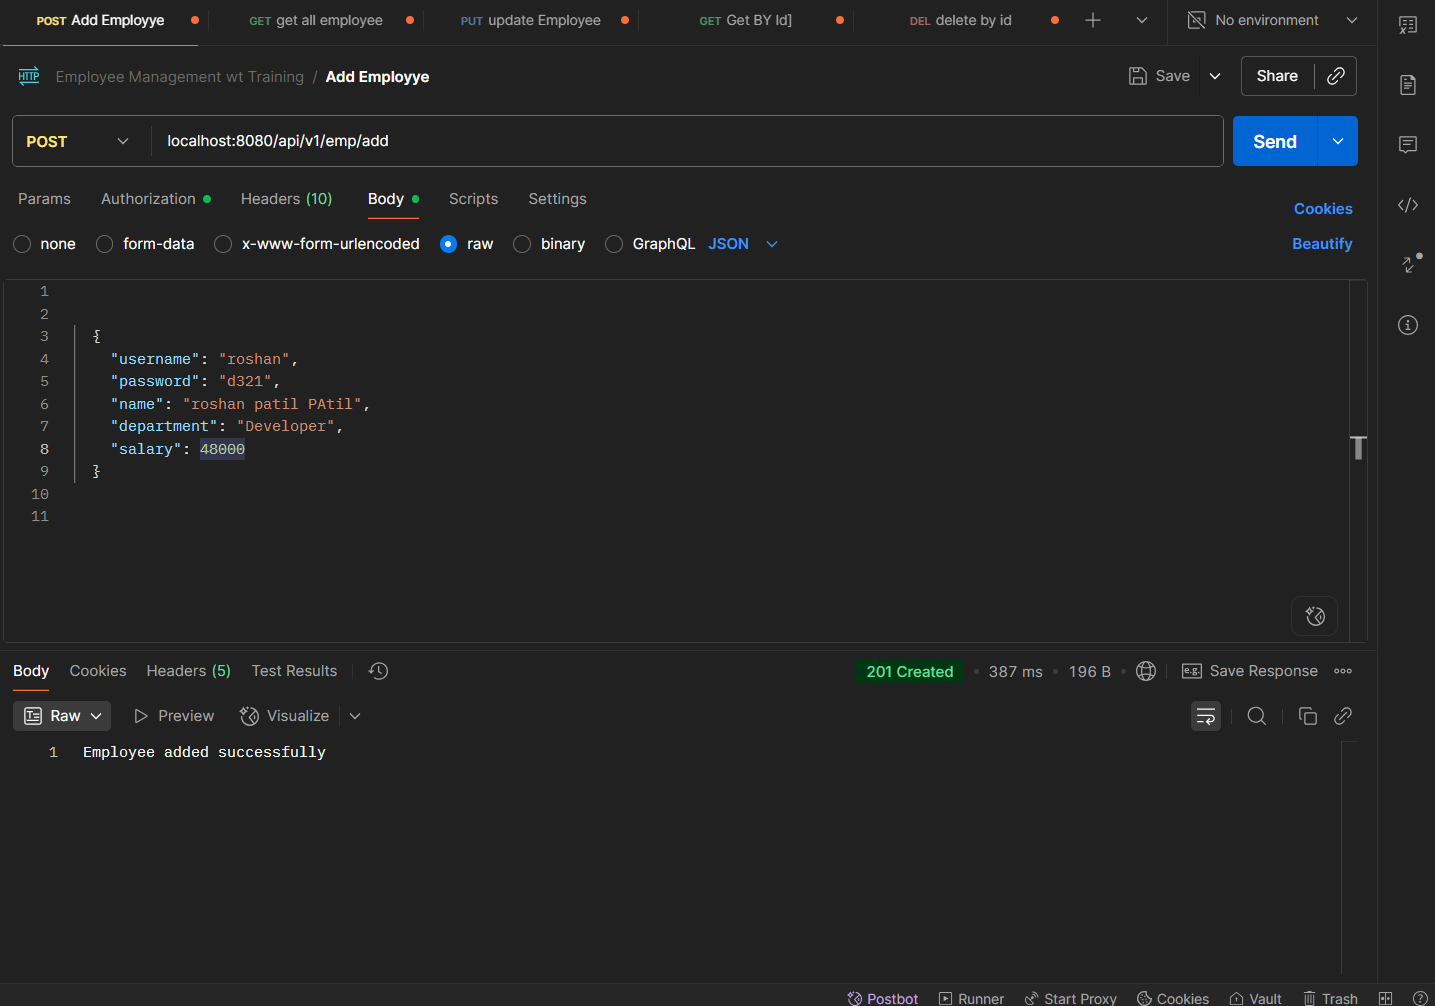 POST Add Employye GET get all employee PUT update Employee GET Get BY Id] DEL delete by id No environment
HTTP Employee Management wt Training / Add Employye Save Share
POST localhost:8080/api/v1/emp/add Send
Params Authorization Headers (10) Body Scripts Settings Cookies
none form-data x-www-form-urlencoded raw binary GraphQL JSON Beautify
1
2
3 {
4 "username": "roshan",
5 "password": "d321",
6 "name": "roshan patil PAtil",
7 "department": "Developer",
8 "salary": 48000
9 }
10
11
Body Cookies Headers (5) Test Results 201 Created • 387 ms • 196 B • e.g. Save Response
Raw Preview Visualize
1 Employee added successfully
Postbot Runner Start Proxy Cookies Vault Trash